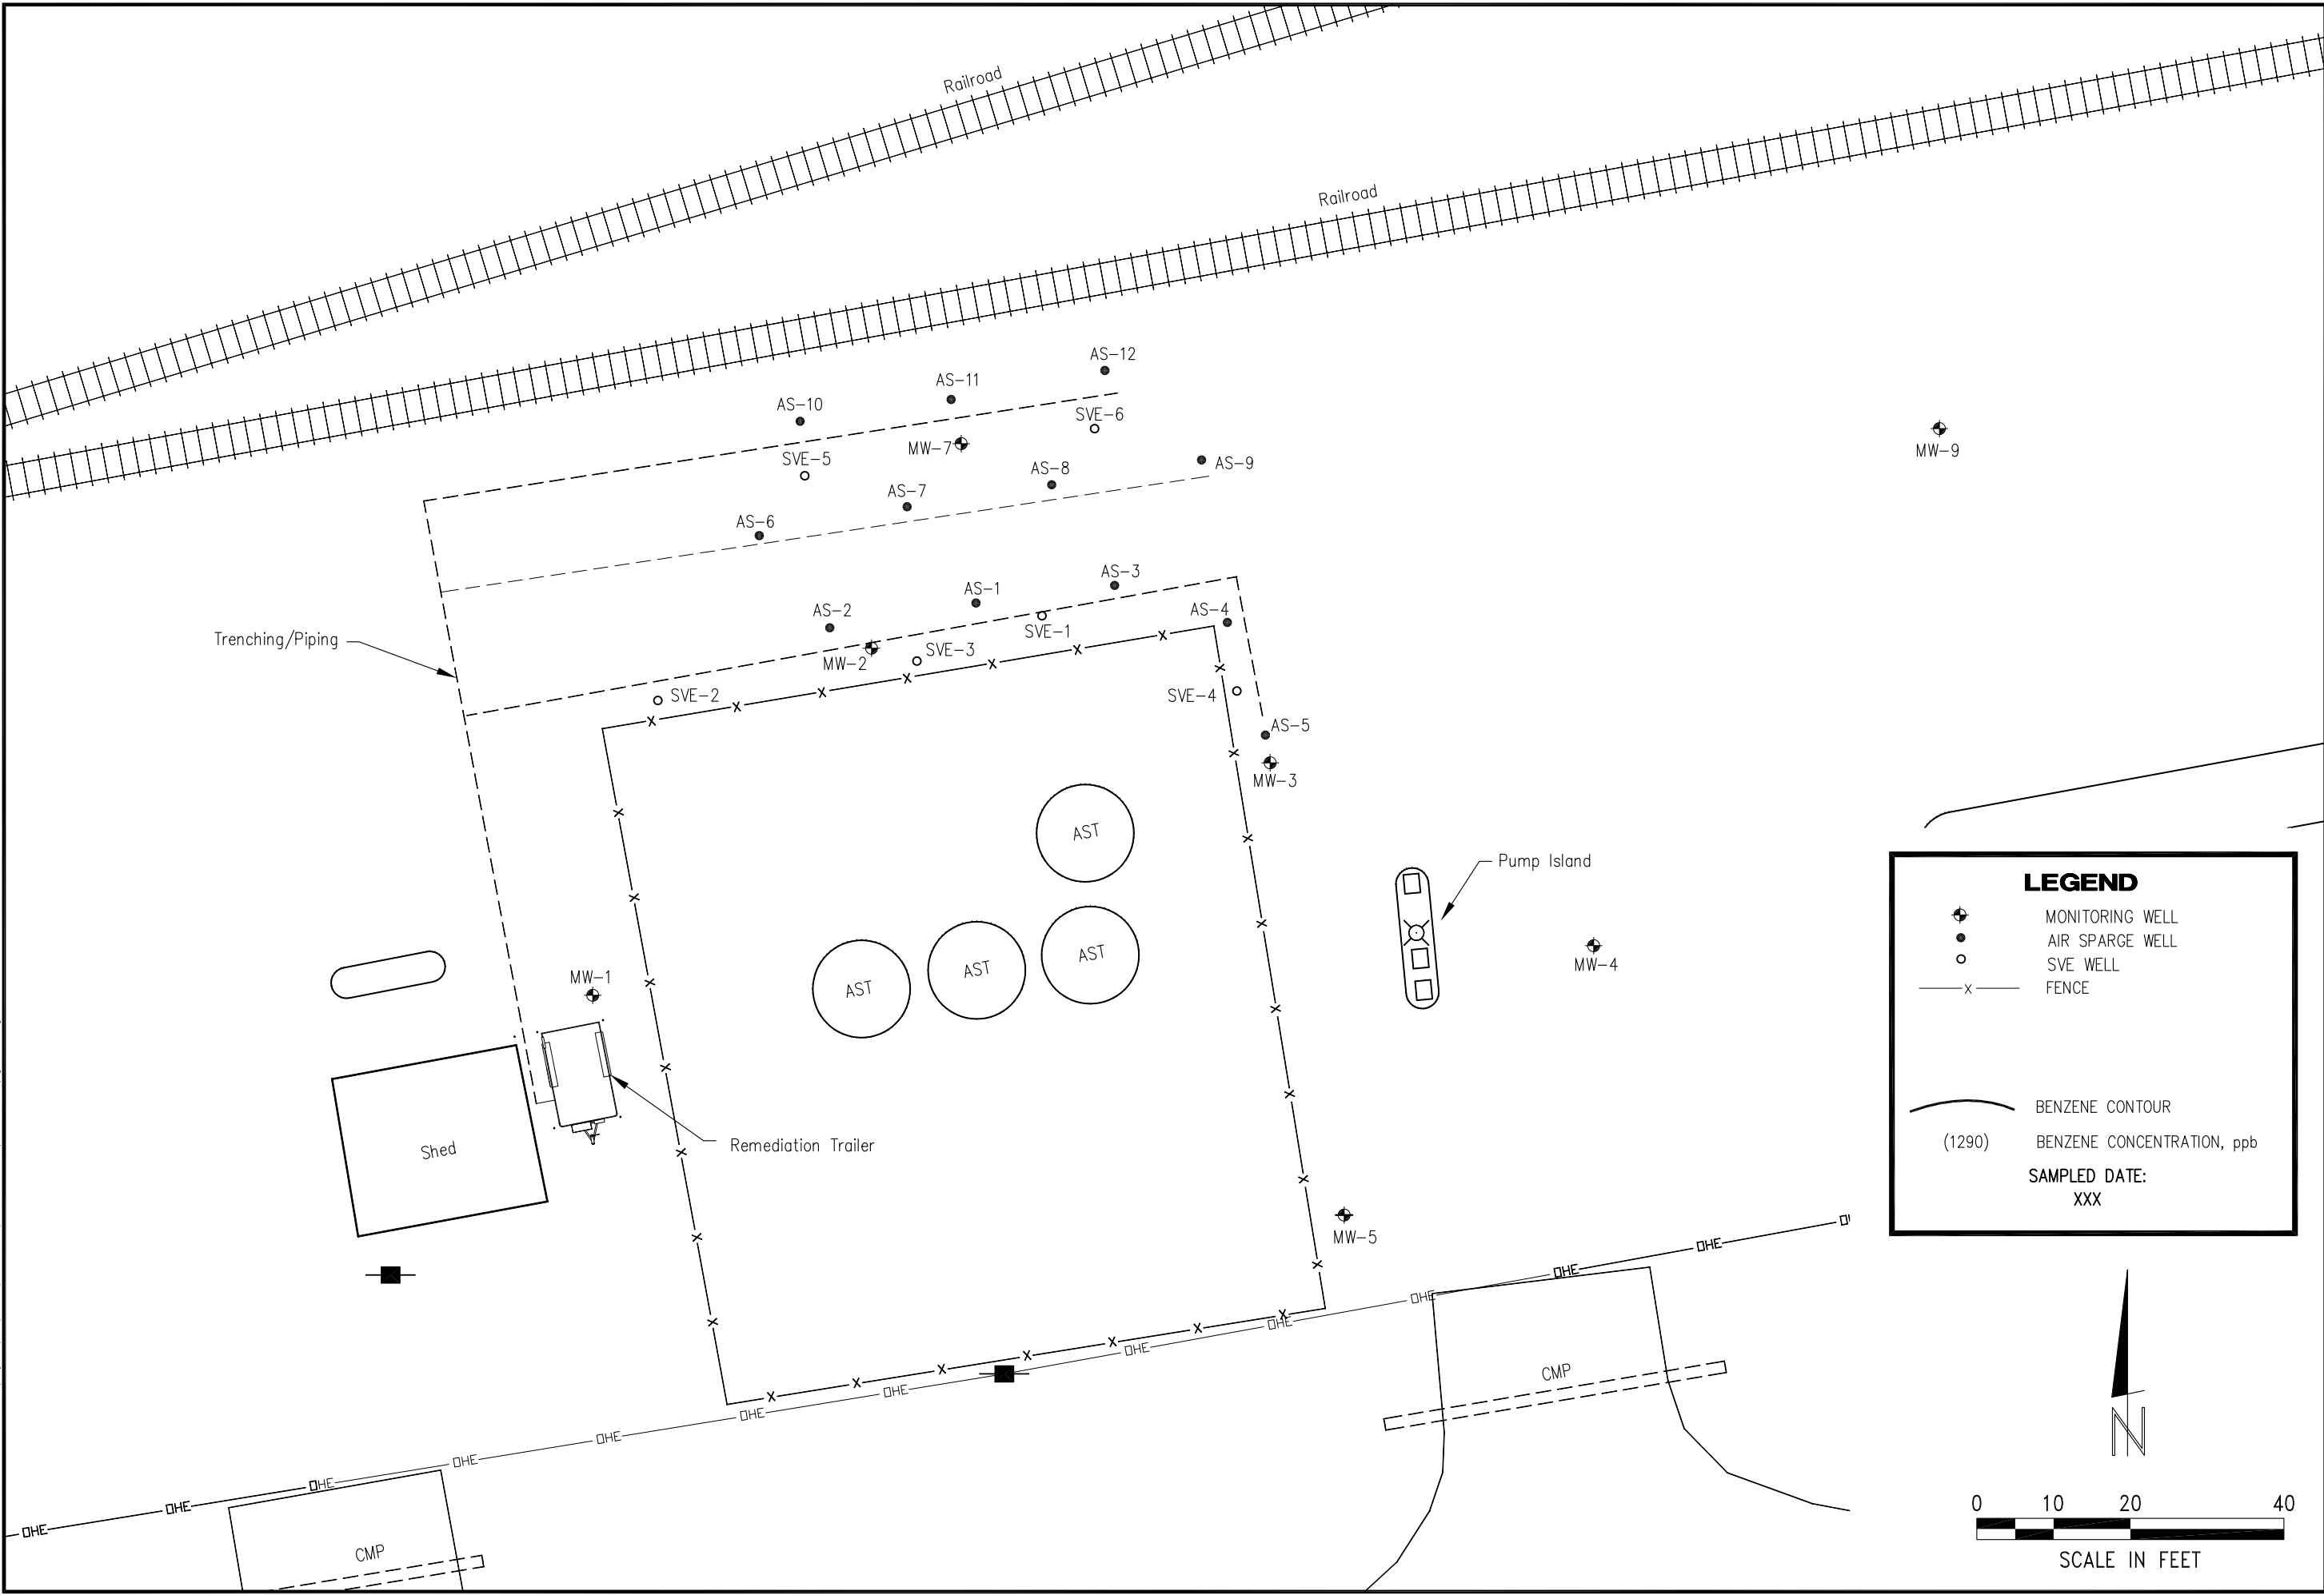 Railroad
Railroad
AS-12
AS-11
AS-10
SVE-6
MW-7
MW-9
SVE-5
AS-9
AS-8
AS-7
AS-6
AS-3
AS-1
AS-2
AS-4
SVE-1
Trenching/Piping
SVE-3
MW-2
SVE-2
SVE-4
AS-5
MW-3
AST
Pump Island
AST
AST
AST
MW-4
MW-1
Shed
Remediation Trailer
MW-5
LEGEND
MONITORING WELL
AIR SPARGE WELL
SVE WELL
X FENCE
BENZENE CONTOUR
(1290) BENZENE CONCENTRATION, ppb
SAMPLED DATE:
XXX
OHE
OHE
OHE
OHE
OHE
OHE
OHE
OHE
OHE
OHE
OHE
OHE
CMP
CMP
N
0 10 20 40
SCALE IN FEET